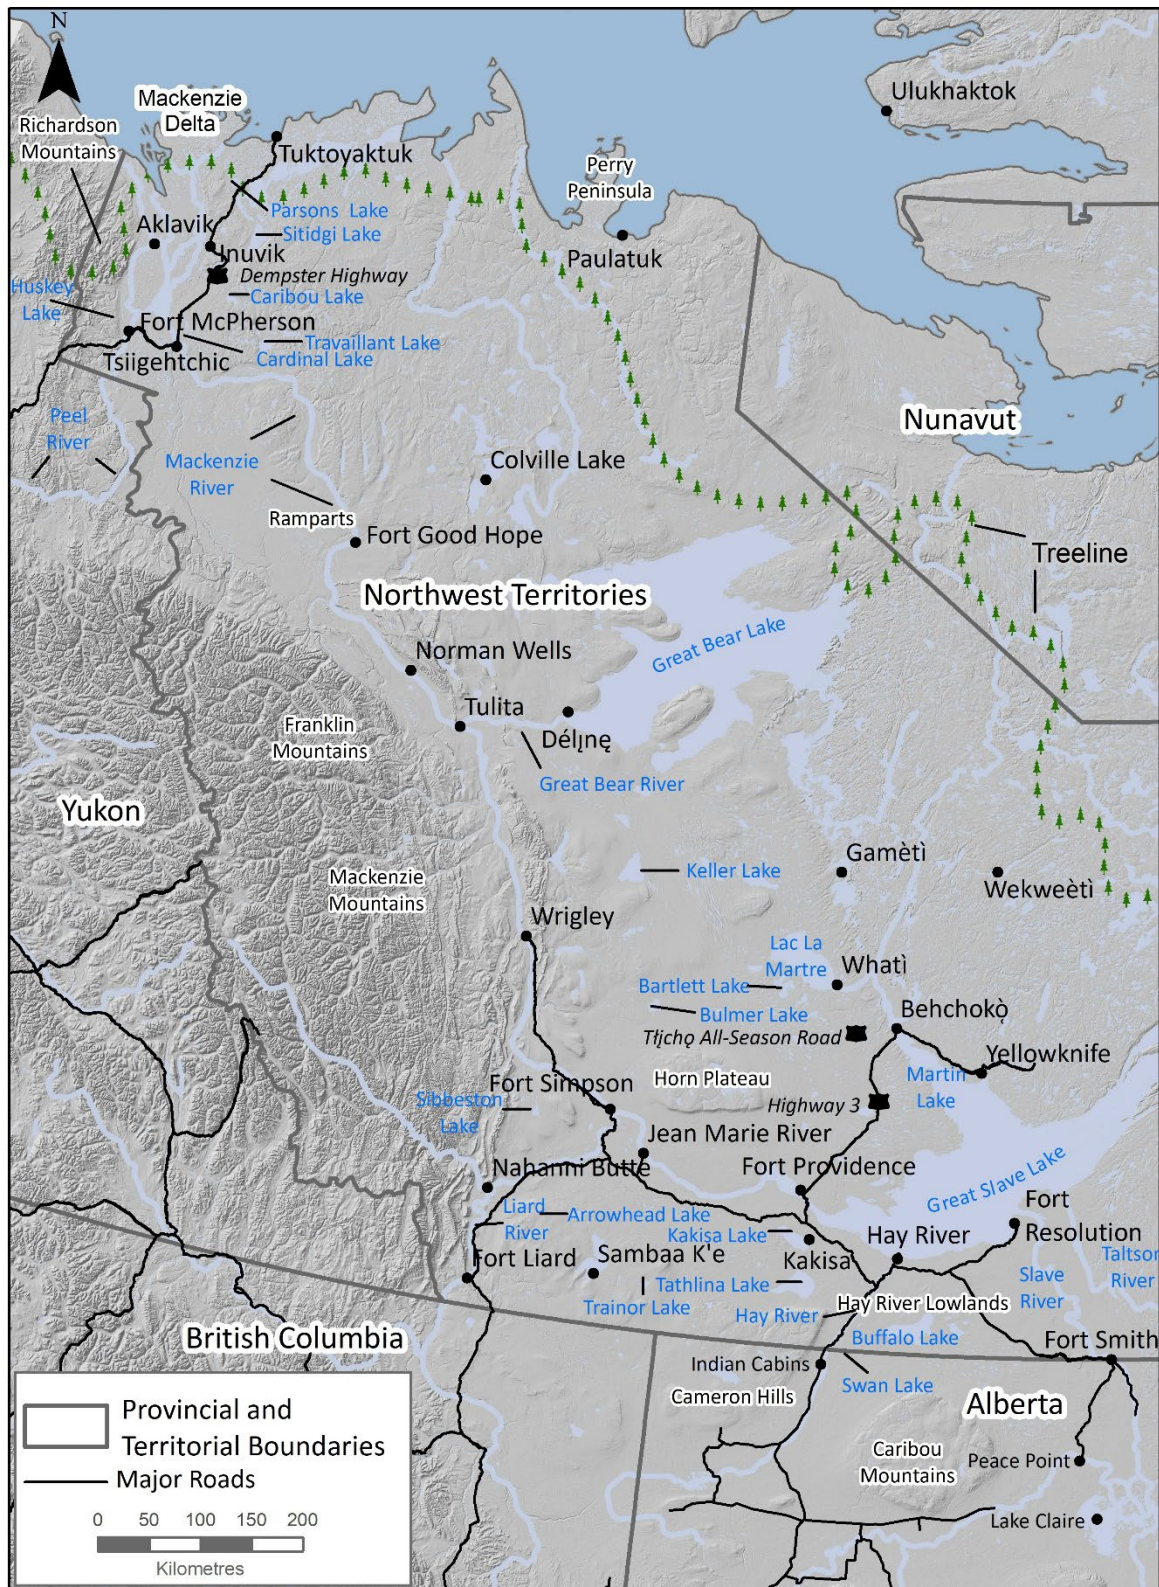 N
Mackenzie
Delta
Richardson
Mountains
Ulukhaktok
Tuktoyaktuk
Perry
Peninsula
Parsons Lake
Aklavik
Sitidgi Lake
Inuvik
Paulatuk
Dempster Highway
Huskey
Lake
Caribou Lake
Fort McPherson
Travaillant Lake
Tsiigehtchic
Cardinal Lake
Peel
River
Nunavut
Mackenzie
River
Colville Lake
Ramparts
Fort Good Hope
Treeline
Northwest Territories
Great Bear Lake
Norman Wells
Tulita
Franklin
Mountains
Délı̨nę
Great Bear River
Yukon
Gamètì
Keller Lake
Wekweètì
Mackenzie
Mountains
Wrigley
Lac La
Martre
Whatì
Bartlett Lake
Bulmer Lake
Behchokǫ̀
Tłı̨chǫ All-Season Road
Yellowknife
Fort Simpson
Horn Plateau
Martin
Lake
Sibbeston
Lake
Highway 3
Jean Marie River
Nahanni Butte
Fort Providence
Great Slave Lake
Liard
River
Arrowhead Lake
Fort
Resolution
Kakisa Lake
Hay River
Fort Liard
Sambaa K'e
Kakisa
Taltson
River
Tathlina Lake
Slave
River
Trainor Lake
Hay River
Hay River Lowlands
British Columbia
Buffalo Lake
Fort Smith
Indian Cabins
Swan Lake
Cameron Hills
Alberta
Caribou
Mountains
Peace Point
Lake Claire
Provincial and
Territorial Boundaries
Major Roads
0 50 100 150 200
Kilometres